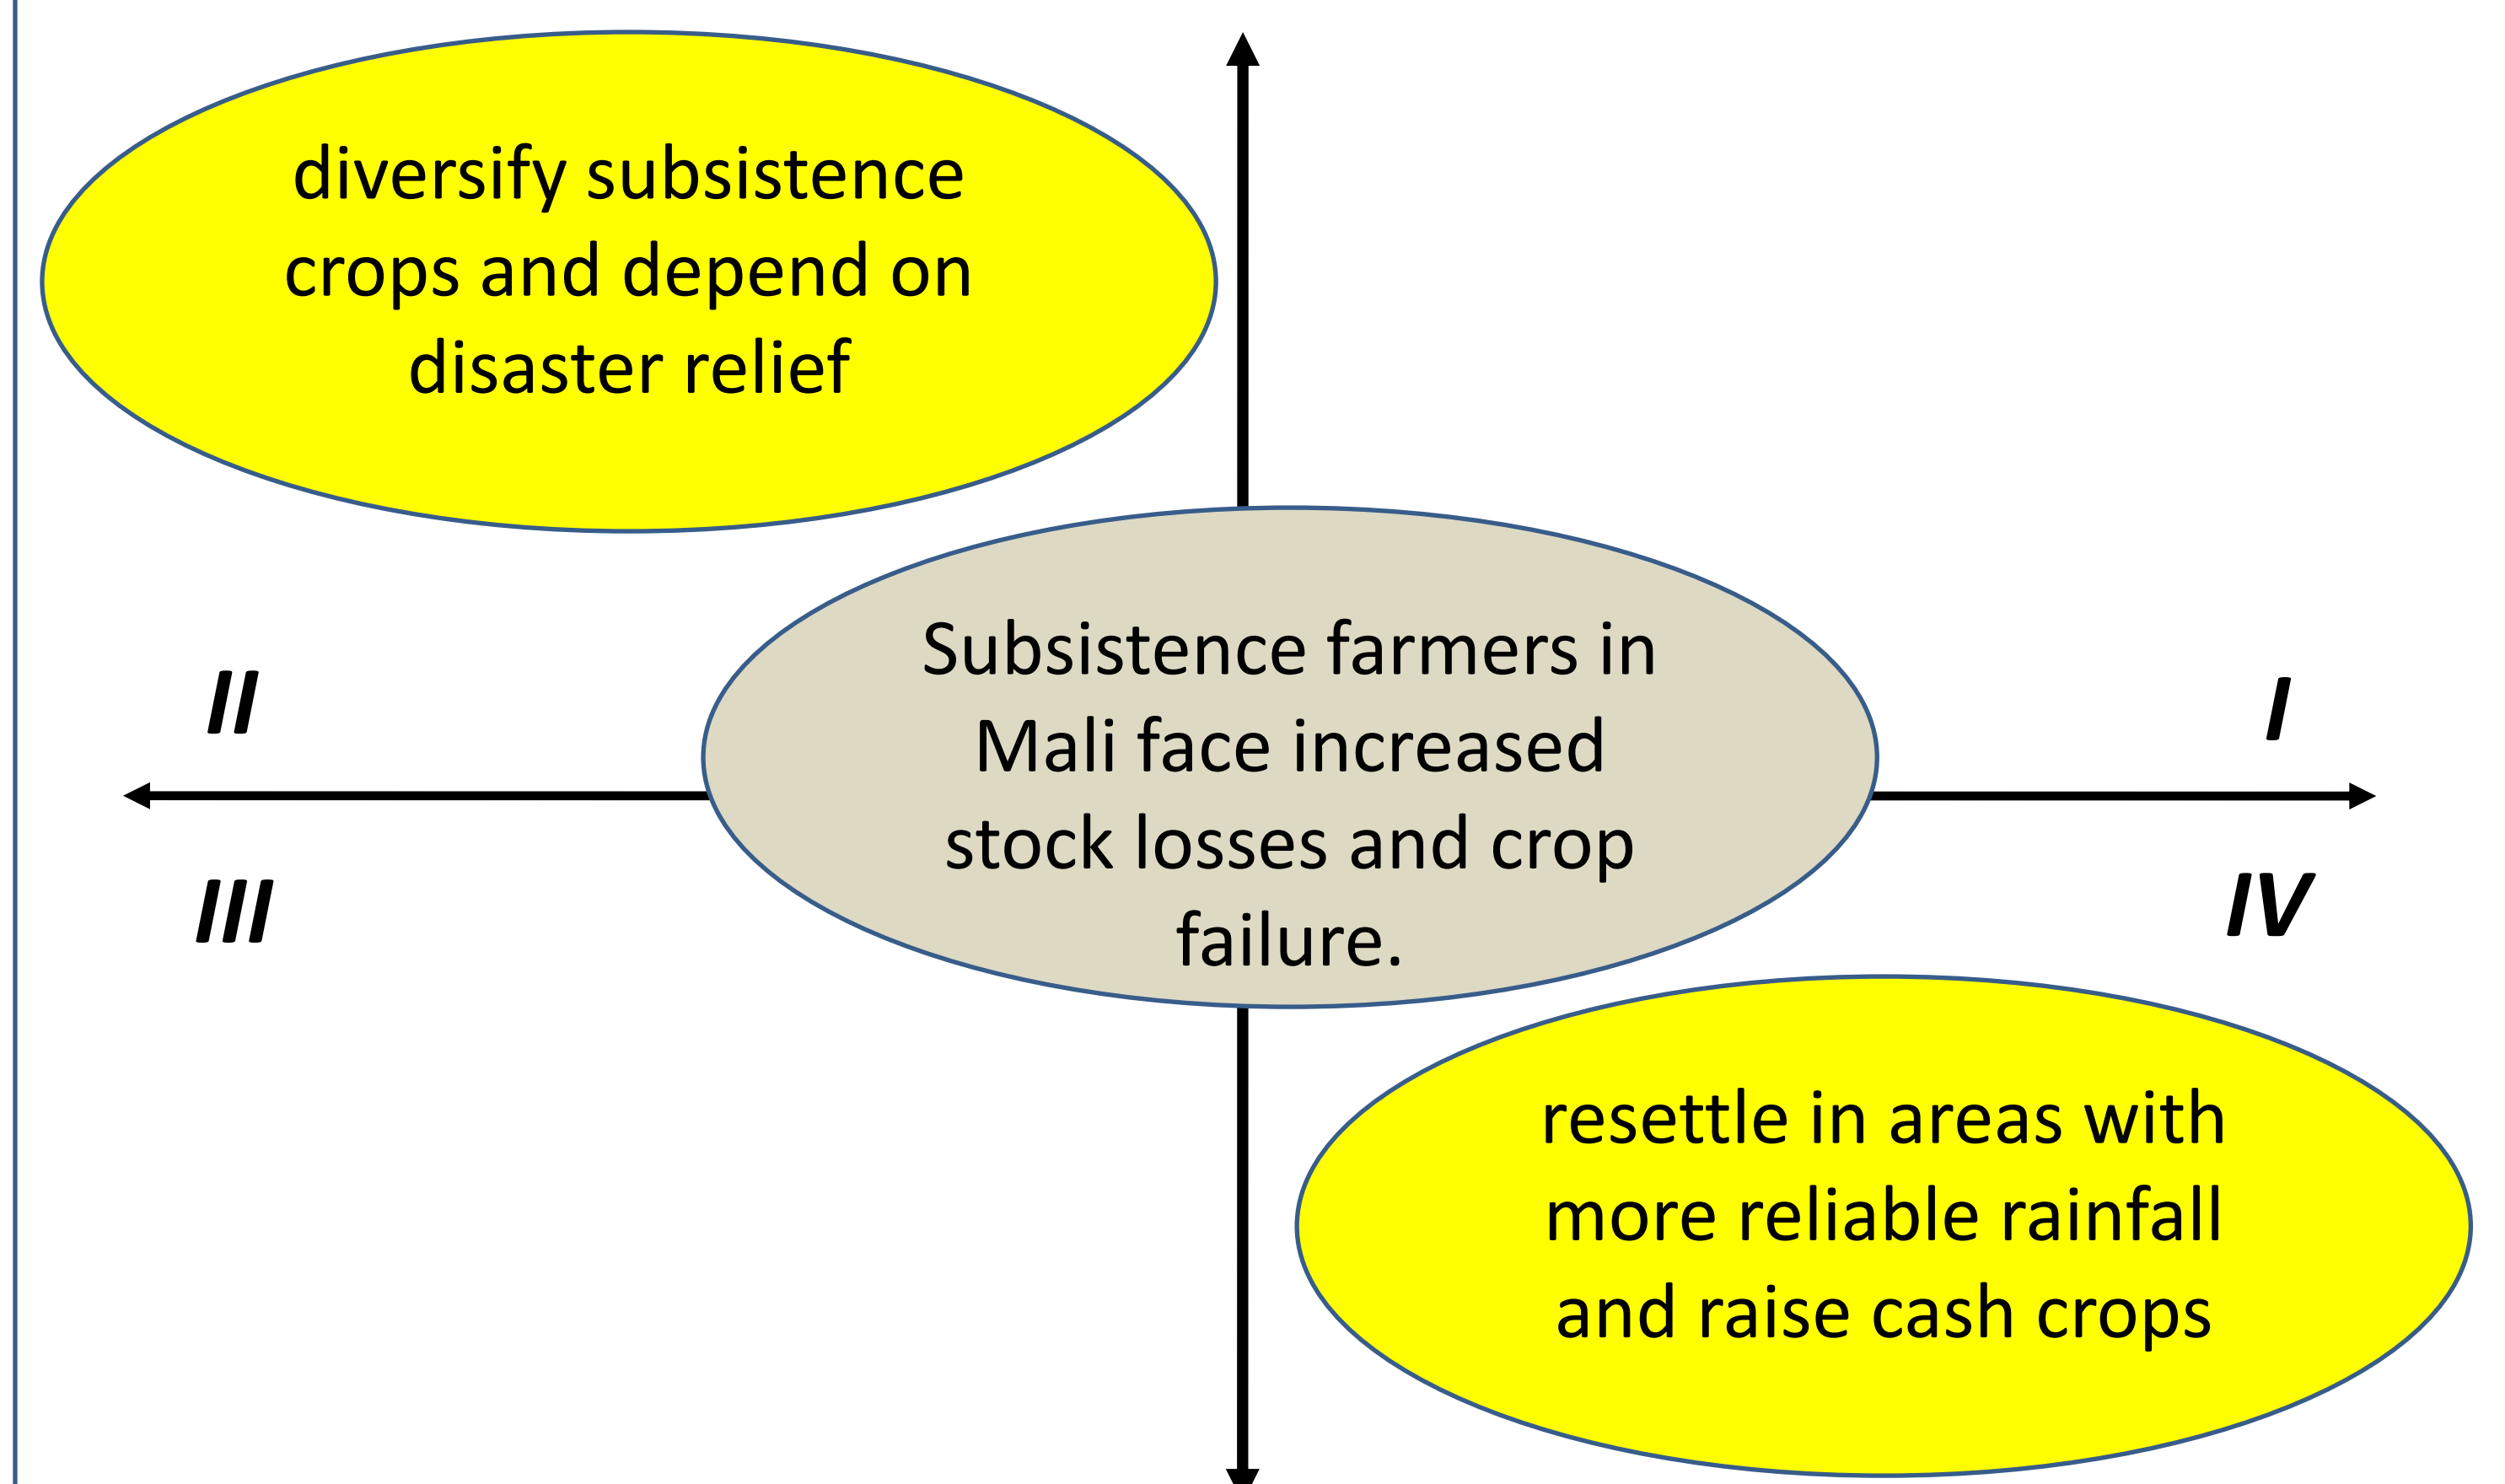 diversify subsistence
crops and depend on
disaster relief
Subsistence farmers in
Mali face increased
stock losses and crop
failure.
II
I
III
IV
resettle in areas with
more reliable rainfall
and raise cash crops